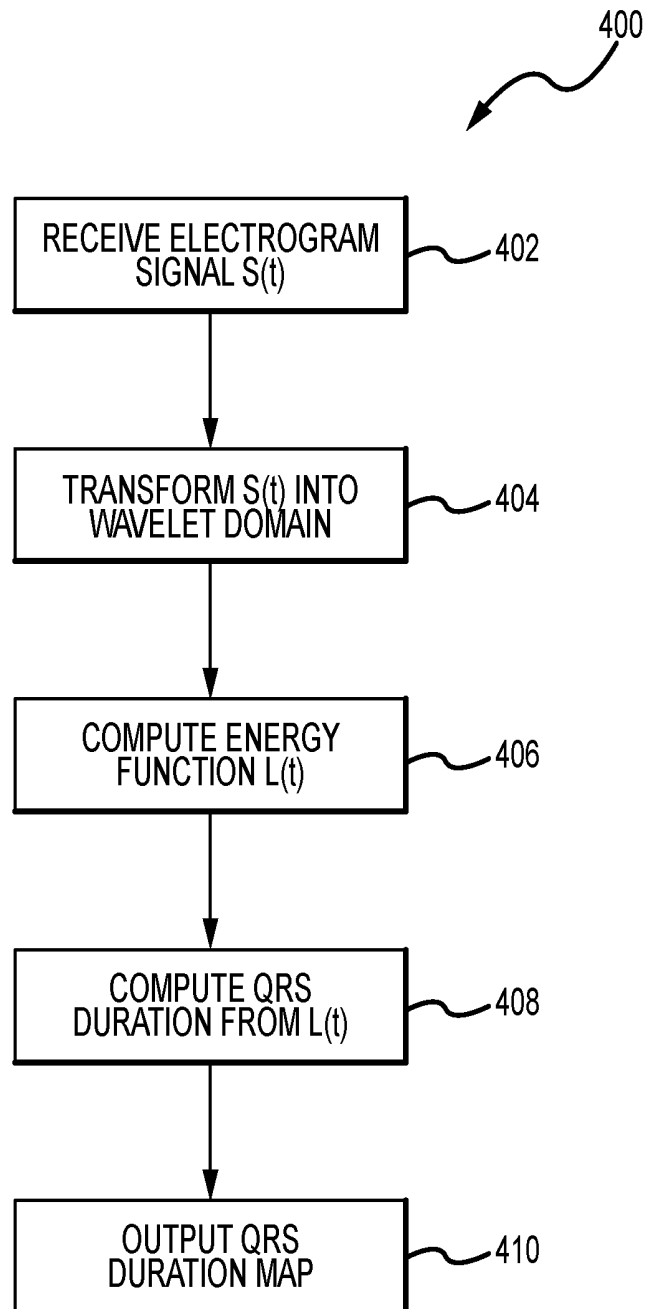 400
RECEIVE ELECTROGRAM
SIGNAL S(t)
402
TRANSFORM S(t) INTO
WAVELET DOMAIN
404
COMPUTE ENERGY
FUNCTION L(t)
406
COMPUTE QRS
DURATION FROM L(t)
408
OUTPUT QRS
DURATION MAP
410